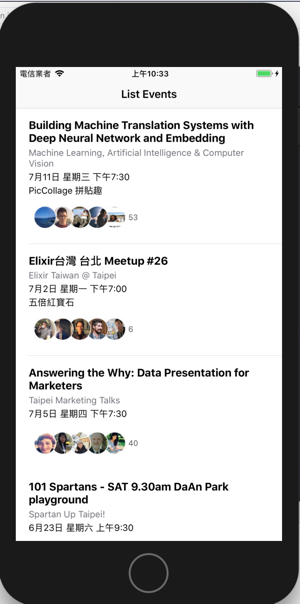 電信業者
上午10:33
List Events
Building Machine Translation Systems with
Deep Neural Network and Embedding
Machine Learning, Artificial Intelligence & Computer
Vision
7月11日 星期三 下午7:30
PicCollage 拼貼趣
53
Elixir台灣 台北 Meetup #26
Elixir Taiwan @ Taipei
7月2日 星期一 下午7:00
五倍紅寶石
6
Answering the Why: Data Presentation for
Marketers
Taipei Marketing Talks
7月5日 星期四 下午7:30
40
101 Spartans - SAT 9.30am DaAn Park
playground
Spartan Up Taipei!
6月23日 星期六 上午9:30